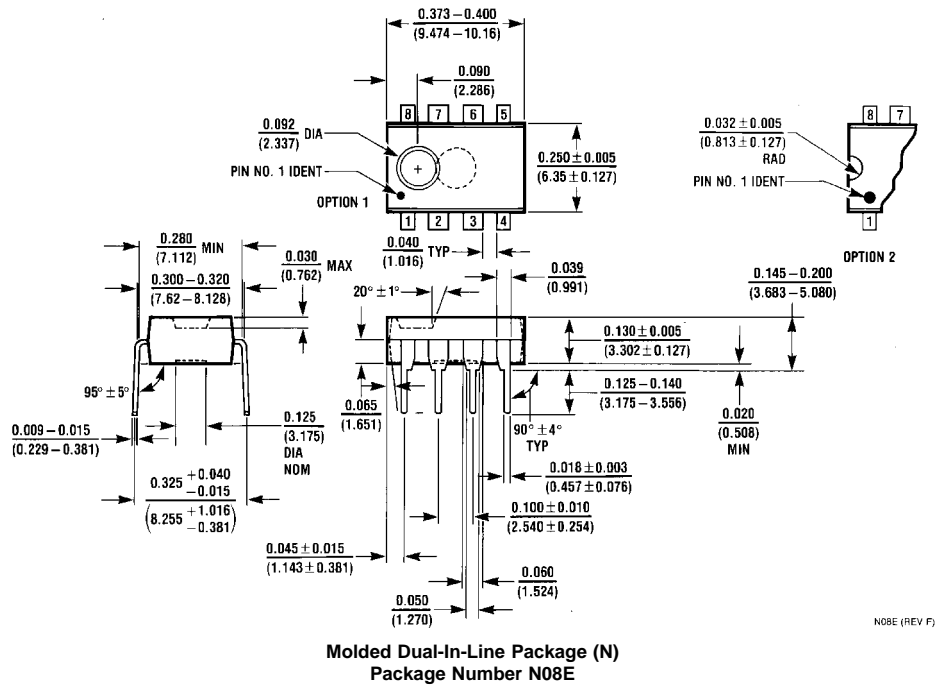 0.373 – 0.400
(9.474 – 10.16)
0.090
(2.286)
8 7 6 5
0.092 DIA
(2.337)
PIN NO. 1 IDENT
OPTION 1
0.250 ± 0.005
(6.35 ± 0.127)
1 2 3 4
8 7
0.032 ± 0.005
(0.813 ± 0.127)
RAD
PIN NO. 1 IDENT
1
OPTION 2
0.280 MIN
(7.112)
0.300 – 0.320
(7.62 – 8.128)
0.030 MAX
(0.762)
0.040 TYP
(1.016)
0.039
(0.991)
20° ± 1°
0.145 – 0.200
(3.683 – 5.080)
0.130 ± 0.005
(3.302 ± 0.127)
0.125 – 0.140
(3.175 – 3.556)
0.020
(0.508)
MIN
95° ± 5°
0.009 – 0.015
(0.229 – 0.381)
0.125
(3.175)
DIA
NOM
0.065
(1.651)
90° ± 4°
TYP
0.018 ± 0.003
(0.457 ± 0.076)
0.325 +0.040
−0.015
(8.255 +1.016
−0.381)
0.100 ± 0.010
(2.540 ± 0.254)
0.045 ± 0.015
(1.143 ± 0.381)
0.060
(1.524)
0.050
(1.270)
N08E (REV F)
Molded Dual-In-Line Package (N)
Package Number N08E